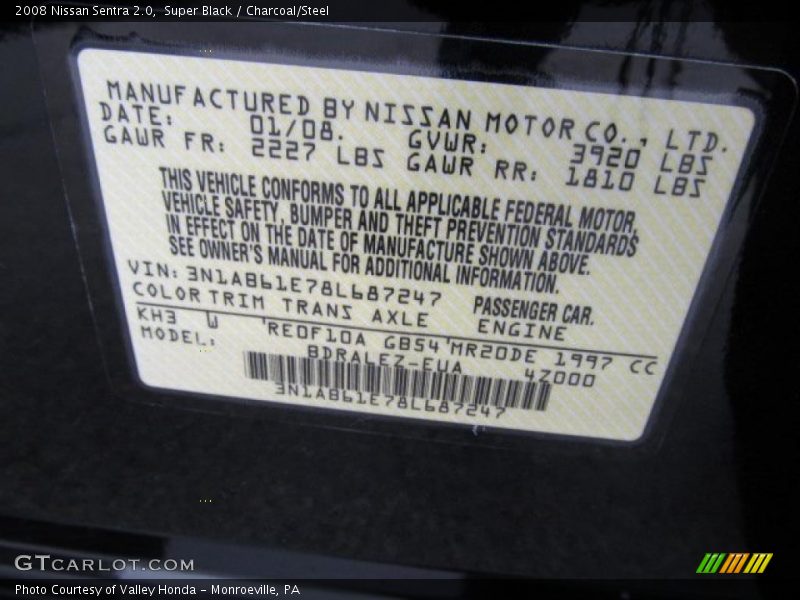 2008 Nissan Sentra 2.0,  Super Black / Charcoal/Steel
MANUFACTURED BY NISSAN MOTOR CO., LTD.
DATE: 01/08. GVWR: 3920 LBS
GAWR FR: 2227 LBS GAWR RR: 1810 LBS
THIS VEHICLE CONFORMS TO ALL APPLICABLE FEDERAL MOTOR
VEHICLE SAFETY, BUMPER AND THEFT PREVENTION STANDARDS
IN EFFECT ON THE DATE OF MANUFACTURE SHOWN ABOVE.
SEE OWNER'S MANUAL FOR ADDITIONAL INFORMATION.
VIN: 3N1AB61E78L687247 PASSENGER CAR.
COLOR TRIM TRANS AXLE ENGINE
KH3 W RE0F10A GB54 MR20DE 1997 CC
MODEL: BDRALEZ-EUA 4Z000
3N1AB61E78L687247
GTCARLOT.COM
Photo Courtesy of Valley Honda - Monroeville, PA